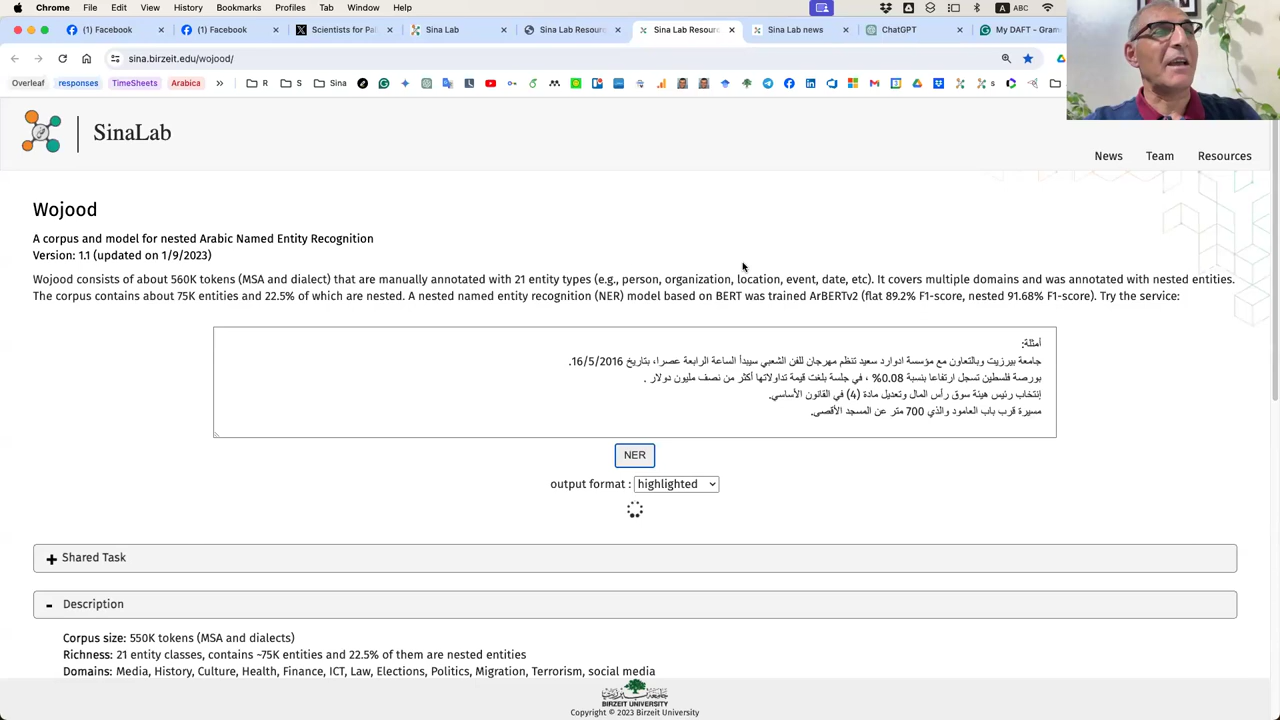 Chrome File Edit View History Bookmarks Profiles Tab Window Help A ABC
(1) Facebook (1) Facebook Scientists for Pal Sina Lab Sina Lab Resour Sina Lab Resour Sina Lab news ChatGPT My DAFT - Gram
sina.birzeit.edu/wojood/
Overleaf responses TimeSheets Arabica » R S Sina
SinaLab
News Team Resources
Wojood
A corpus and model for nested Arabic Named Entity Recognition
Version: 1.1 (updated on 1/9/2023)
Wojood consists of about 560K tokens (MSA and dialect) that are manually annotated with 21 entity types (e.g., person, organization, location, event, date, etc). It covers multiple domains and was annotated with nested entities.
The corpus contains about 75K entities and 22.5% of which are nested. A nested named entity recognition (NER) model based on BERT was trained ArBERTv2 (flat 89.2% F1-score, nested 91.68% F1-score). Try the service:
أمثلة:
جامعة بيرزيت وبالتعاون مع مؤسسة ادوارد سعيد تنظم مهرجان للفن الشعبي سيبدأ الساعة الرابعة عصرا، بتاريخ 16/5/2016.
بورصة فلسطين تسجل ارتفاعا بنسبة 0.08% ، في جلسة بلغت قيمة تداولاتها أكثر من نصف مليون دولار .
إنتخاب رئيس هيئة سوق رأس المال وتعديل مادة (4) في القانون الأساسي.
مسيرة قرب باب العامود والذي 700 متر عن المسجد الأقصى.
NER
output format : highlighted
Shared Task
Description
Corpus size: 550K tokens (MSA and dialects)
Richness: 21 entity classes, contains ~75K entities and 22.5% of them are nested entities
Domains: Media, History, Culture, Health, Finance, ICT, Law, Elections, Politics, Migration, Terrorism, social media
BIRZEIT UNIVERSITY
Copyright © 2023 Birzeit University